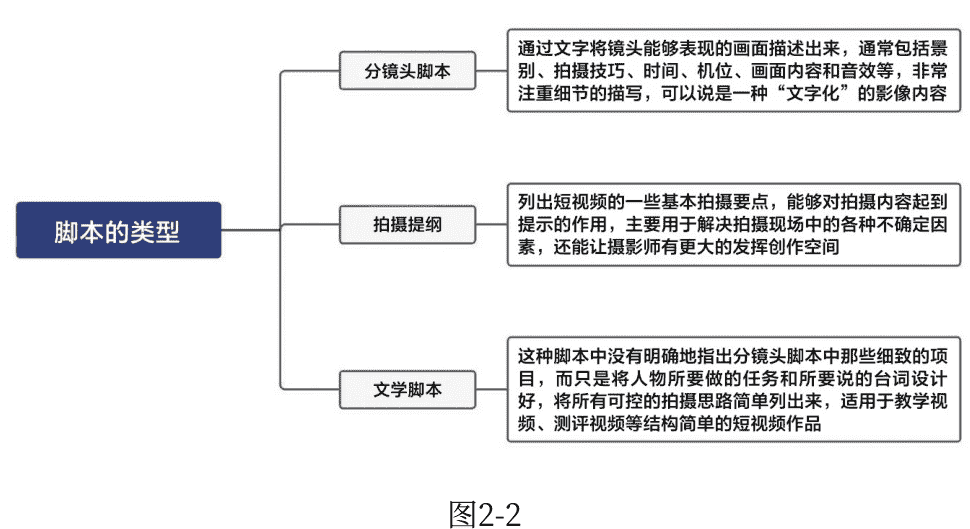 脚本的类型
分镜头脚本
通过文字将镜头能够表现的画面描述出来，通常包括景
别、拍摄技巧、时间、机位、画面内容和音效等，非常
注重细节的描写，可以说是一种“文字化”的影像内容
拍摄提纲
列出短视频的一些基本拍摄要点，能够对拍摄内容起到
提示的作用，主要用于解决拍摄现场中的各种不确定因
素，还能让摄影师有更大的发挥创作空间
文学脚本
这种脚本中没有明确地指出分镜头脚本中那些细致的项
目，而只是将人物所要做的任务和所要说的台词设计
好，将所有可控的拍摄思路简单列出来，适用于教学视
频、测评视频等结构简单的短视频作品
图2-2